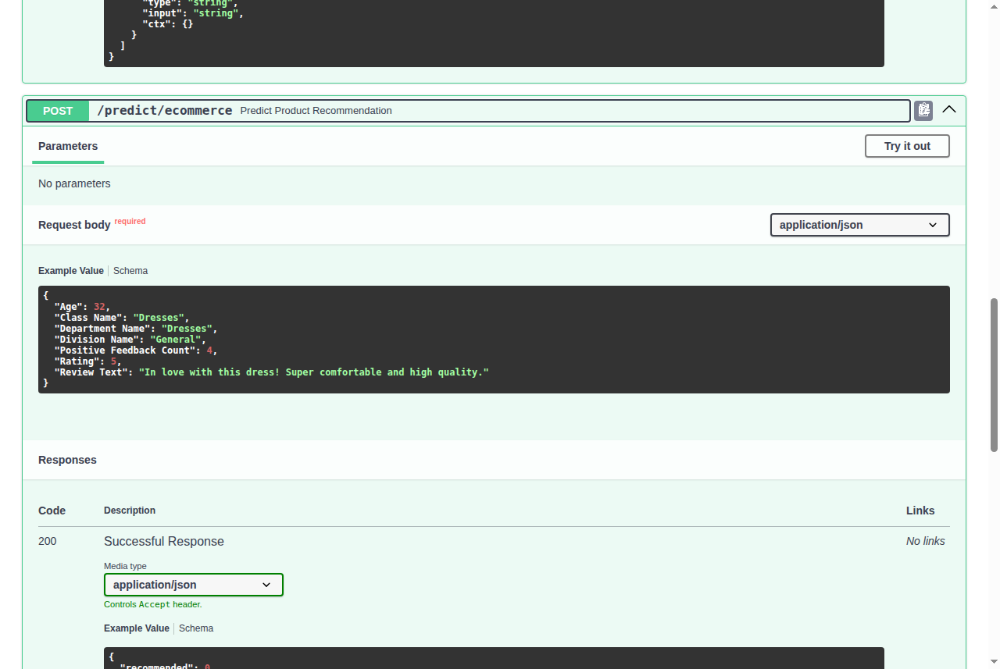 "type": "string",
"input": "string",
"ctx": {}
}
]
}
POST /predict/ecommerce Predict Product Recommendation
Parameters
Try it out
No parameters
Request body required
application/json
Example Value Schema
{
"Age": 32,
"Class Name": "Dresses",
"Department Name": "Dresses",
"Division Name": "General",
"Positive Feedback Count": 4,
"Rating": 5,
"Review Text": "In love with this dress! Super comfortable and high quality."
}
Responses
Code Description Links
200 Successful Response No links
Media type
application/json
Controls Accept header.
Example Value Schema
{
"recommended": 0